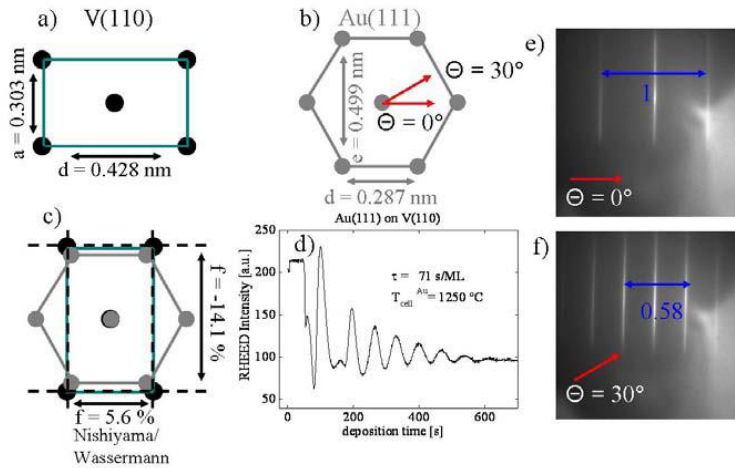 a)
V(110)
a = 0.303 nm
d = 0.428 nm
b)
Au(111)
Θ = 30°
Θ = 0°
e = 0.499 nm
d = 0.287 nm
c)
f = -14.1 %
f = 5.6 %
Nishiyama/
Wassermann
Au(111) on V(110)
d)
RHEED Intensity [a.u.]
250
200
150
100
50
τ = 71 s/ML
T cell Au = 1250 °C
0
200
400
600
deposition time [s]
e)
1
Θ = 0°
f)
0.58
Θ = 30°